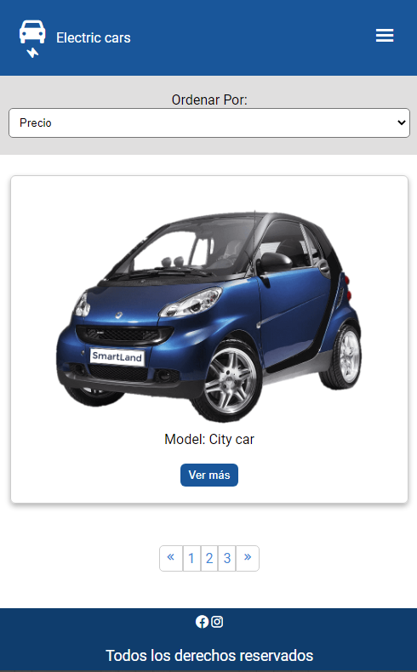 Electric cars
Ordenar Por:
Precio
SmartLand
Model: City car
Ver más
« 1 2 3 »
Todos los derechos reservados